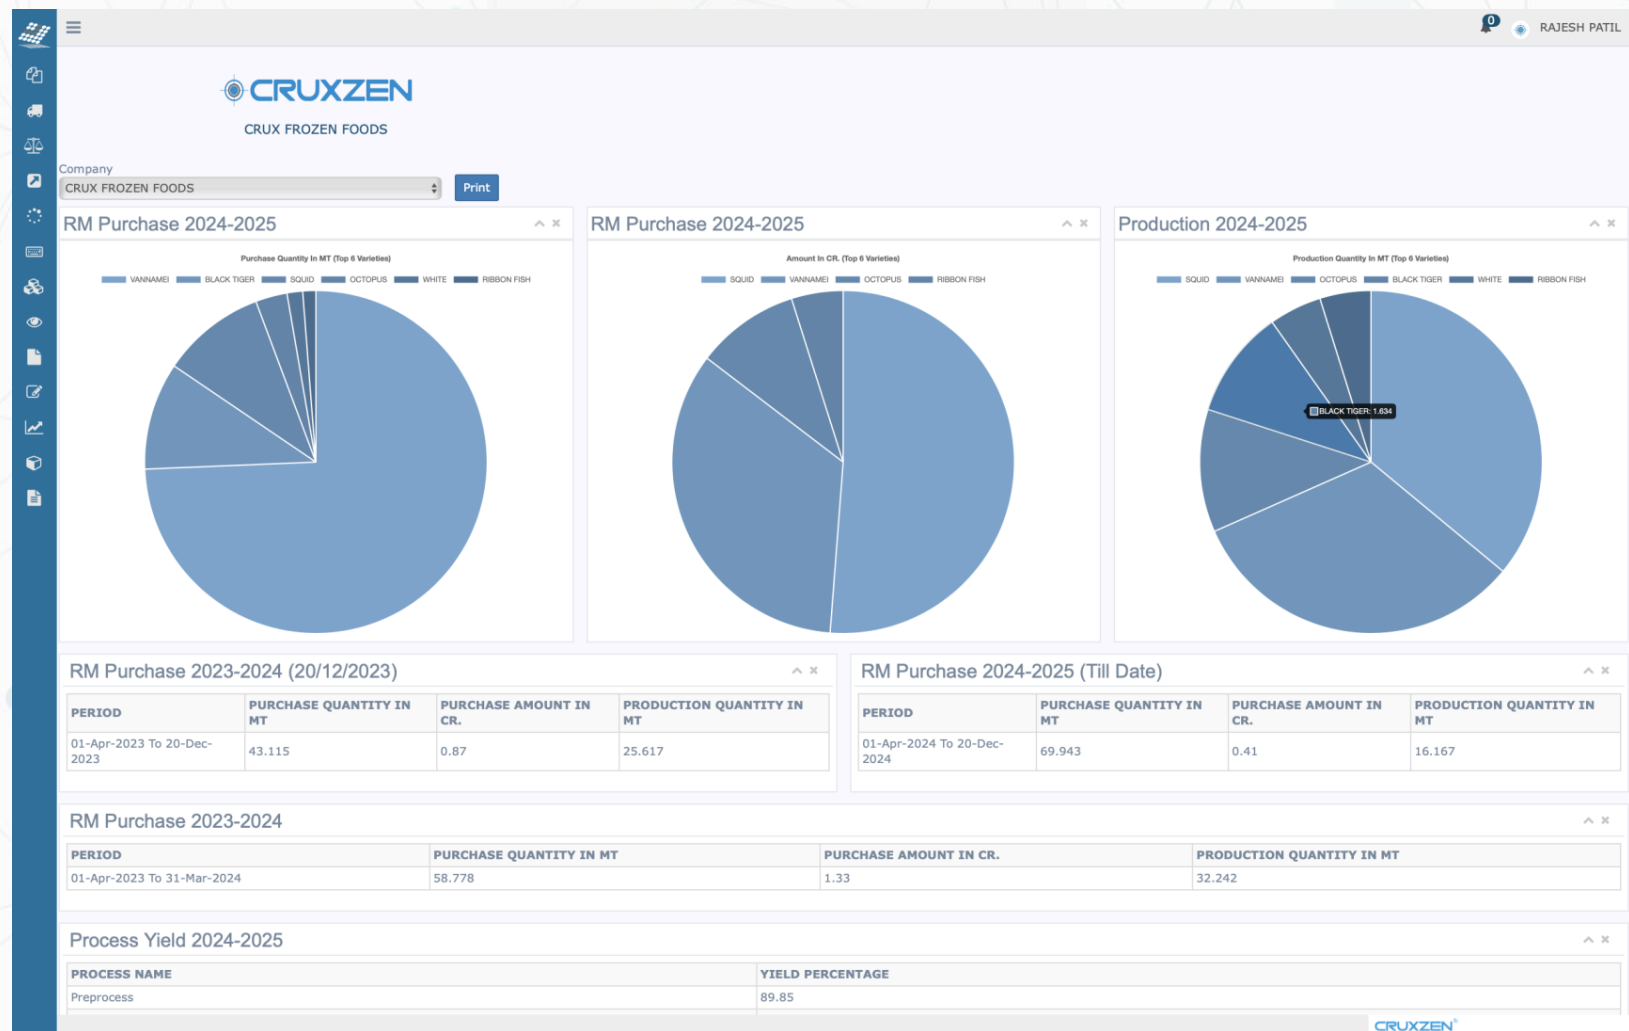 0
RAJESH PATIL
CRUXZEN
CRUX FROZEN FOODS
Company
CRUX FROZEN FOODS
Print
RM Purchase 2024-2025
Purchase Quantity In MT (Top 6 Varieties)
VANNAMEI BLACK TIGER SQUID OCTOPUS WHITE RIBBON FISH
RM Purchase 2024-2025
Amount In CR. (Top 6 Varieties)
SQUID VANNAMEI OCTOPUS RIBBON FISH
Production 2024-2025
Production Quantity In MT (Top 6 Varieties)
SQUID VANNAMEI OCTOPUS BLACK TIGER WHITE RIBBON FISH
BLACK TIGER: 1.634
RM Purchase 2023-2024 (20/12/2023)
PERIOD PURCHASE QUANTITY IN MT PURCHASE AMOUNT IN CR. PRODUCTION QUANTITY IN MT
01-Apr-2023 To 20-Dec-2023 43.115 0.87 25.617
RM Purchase 2024-2025 (Till Date)
PERIOD PURCHASE QUANTITY IN MT PURCHASE AMOUNT IN CR. PRODUCTION QUANTITY IN MT
01-Apr-2024 To 20-Dec-2024 69.943 0.41 16.167
RM Purchase 2023-2024
PERIOD PURCHASE QUANTITY IN MT PURCHASE AMOUNT IN CR. PRODUCTION QUANTITY IN MT
01-Apr-2023 To 31-Mar-2024 58.778 1.33 32.242
Process Yield 2024-2025
PROCESS NAME YIELD PERCENTAGE
Preprocess 89.85
CRUXZEN®